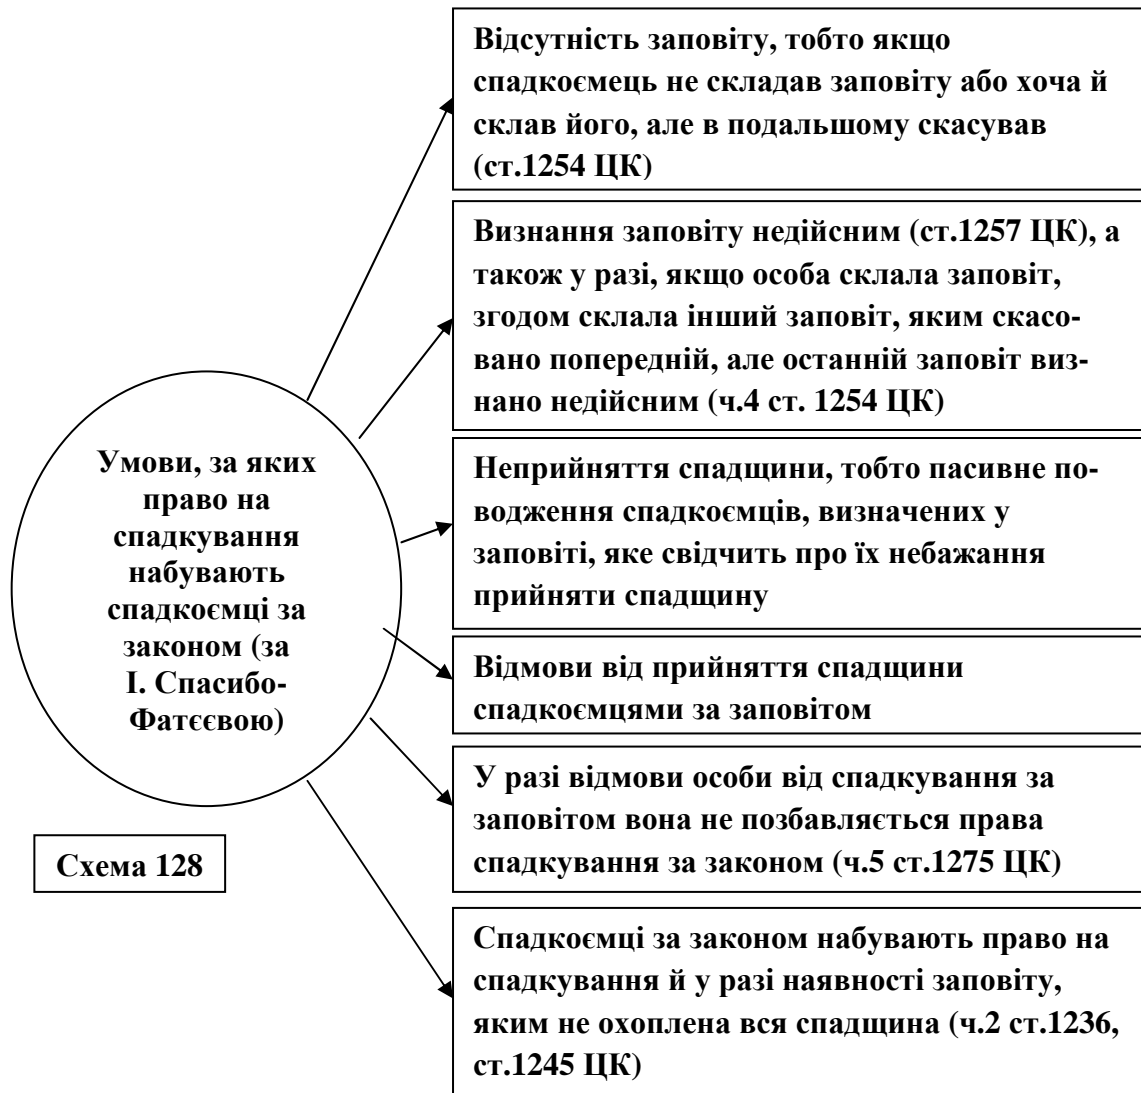 Умови, за яких
право на
спадкування
набувають
спадкоємці за
законом (за
І. Спасибо-
Фатєєвою)
Схема 128
Відсутність заповіту, тобто якщо
спадкоємець не складав заповіту або хоча й
склав його, але в подальшому скасував
(ст.1254 ЦК)
Визнання заповіту недійсним (ст.1257 ЦК), а
також у разі, якщо особа склала заповіт,
згодом склала інший заповіт, яким скасо-
вано попередній, але останній заповіт виз-
нано недійсним (ч.4 ст. 1254 ЦК)
Неприйняття спадщини, тобто пасивне по-
водження спадкоємців, визначених у
заповіті, яке свідчить про їх небажання
прийняти спадщину
Відмови від прийняття спадщини
спадкоємцями за заповітом
У разі відмови особи від спадкування за
заповітом вона не позбавляється права
спадкування за законом (ч.5 ст.1275 ЦК)
Спадкоємці за законом набувають право на
спадкування й у разі наявності заповіту,
яким не охоплена вся спадщина (ч.2 ст.1236,
ст.1245 ЦК)